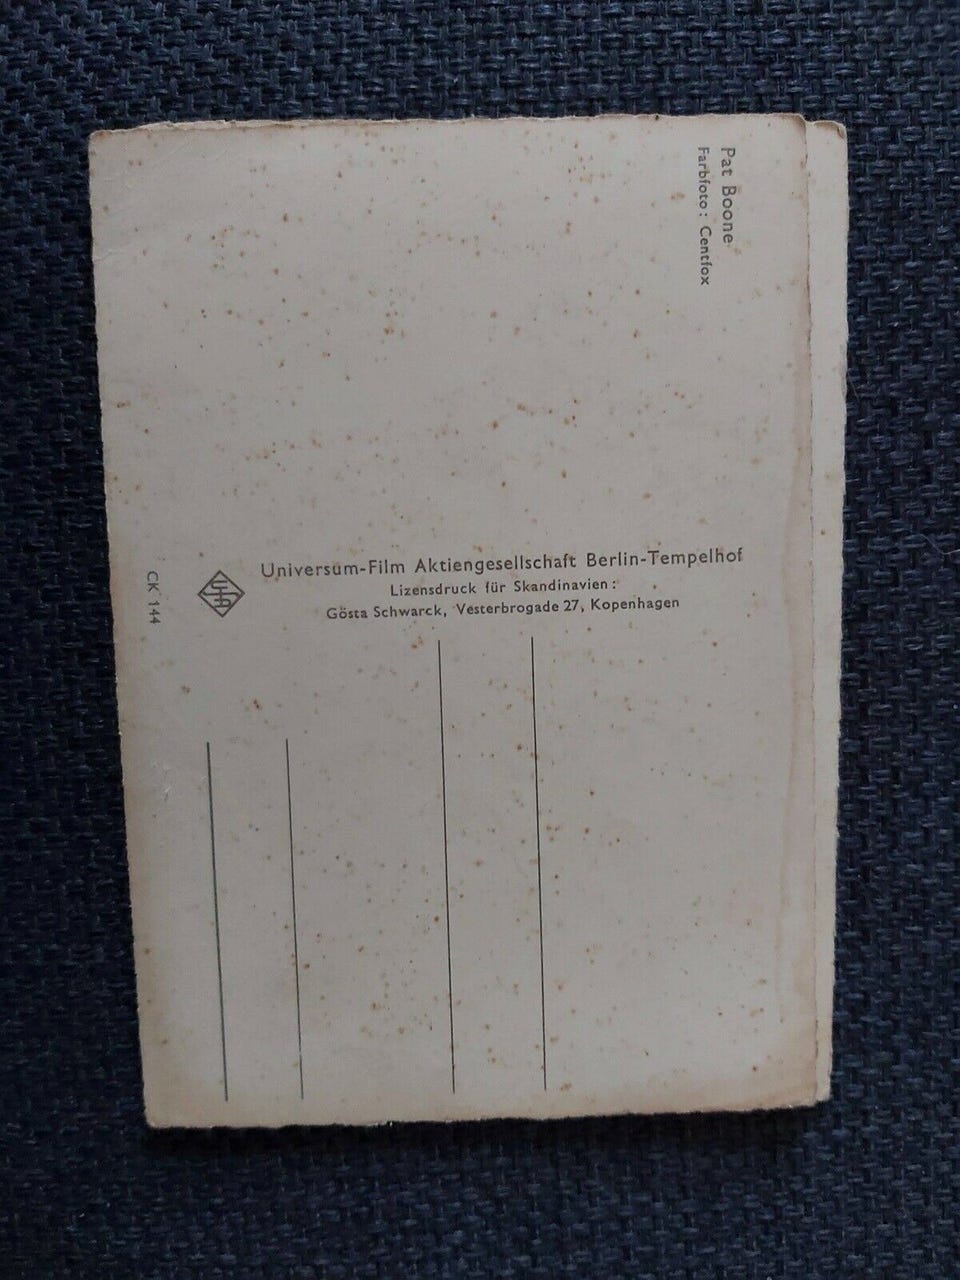 Pat Boone
Farbfoto: Centfox
UFA
Universum-Film Aktiengesellschaft Berlin-Tempelhof
Lizensdruck für Skandinavien:
Gösta Schwarck, Vesterbrogade 27, Kopenhagen
CK 144